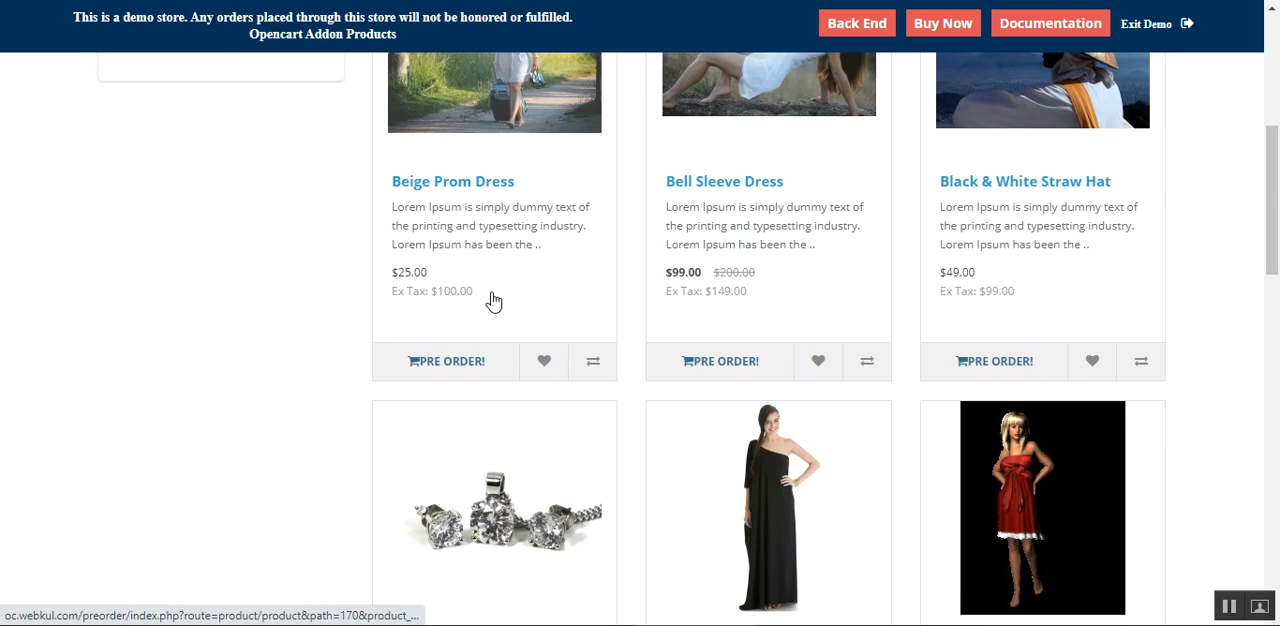 This is a demo store. Any orders placed through this store will not be honored or fulfilled.
Opencart Addon Products
Back End
Buy Now
Documentation
Exit Demo
Beige Prom Dress
Lorem Ipsum is simply dummy text of
the printing and typesetting industry.
Lorem Ipsum has been the ..
$25.00
Ex Tax: $100.00
PRE ORDER!
Bell Sleeve Dress
Lorem Ipsum is simply dummy text of
the printing and typesetting industry.
Lorem Ipsum has been the ..
$99.00 $200.00
Ex Tax: $149.00
PRE ORDER!
Black & White Straw Hat
Lorem Ipsum is simply dummy text of
the printing and typesetting industry.
Lorem Ipsum has been the ..
$49.00
Ex Tax: $99.00
PRE ORDER!
oc.webkul.com/preorder/index.php?route=product/product&path=170&product_...